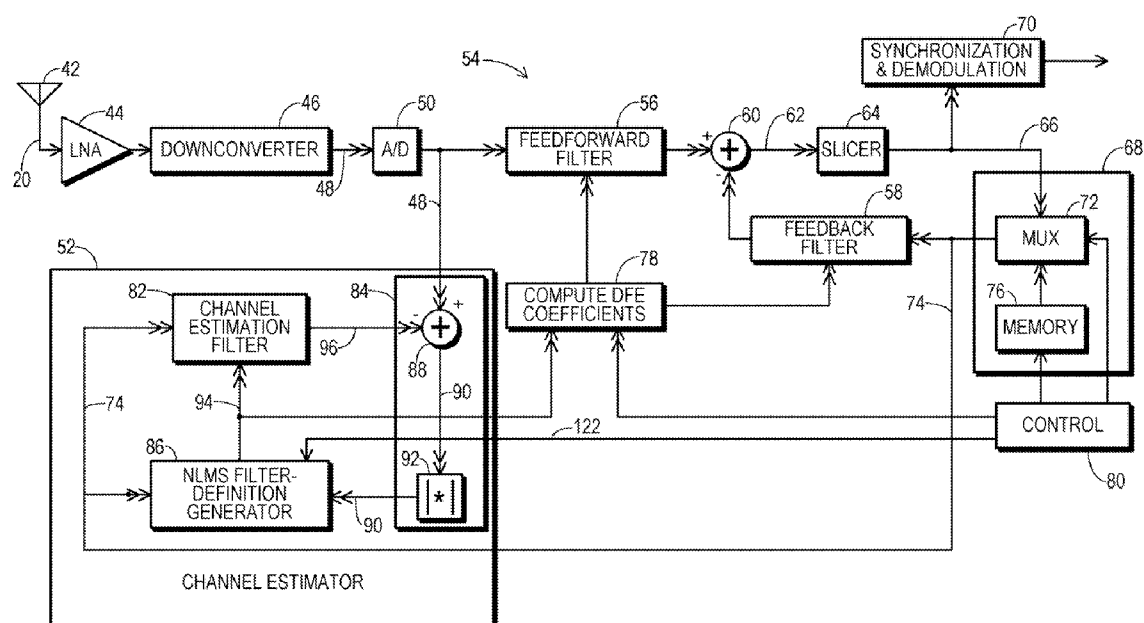 70
SYNCHRONIZATION
& DEMODULATION
42
54
44
46
50
56
60
62
64
66
68
LNA
DOWNCONVERTER
A/D
FEEDFORWARD
FILTER
+
+
-
SLICER
20
48
48
58
72
FEEDBACK
FILTER
MUX
52
82
84
78
74
76
CHANNEL
ESTIMATION
FILTER
-
+
+
96
88
COMPUTE DFE
COEFFICIENTS
MEMORY
74
94
90
122
CONTROL
80
86
NLMS FILTER-
DEFINITION
GENERATOR
92
|*|
90
CHANNEL ESTIMATOR